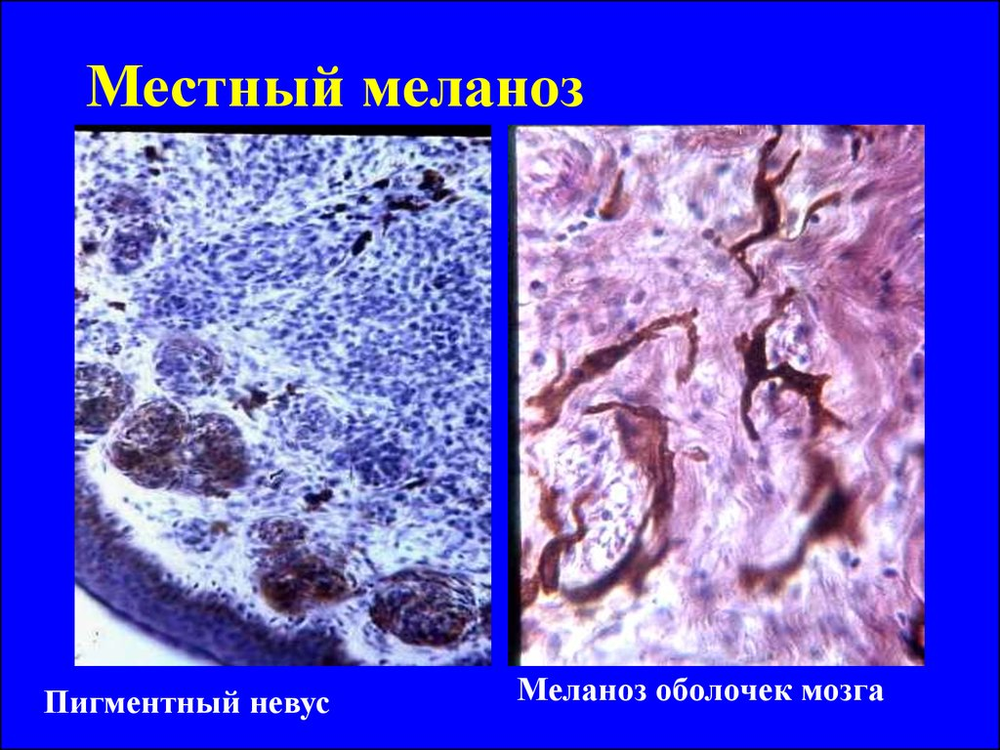 Местный меланоз
Пигментный невус
Меланоз оболочек мозга